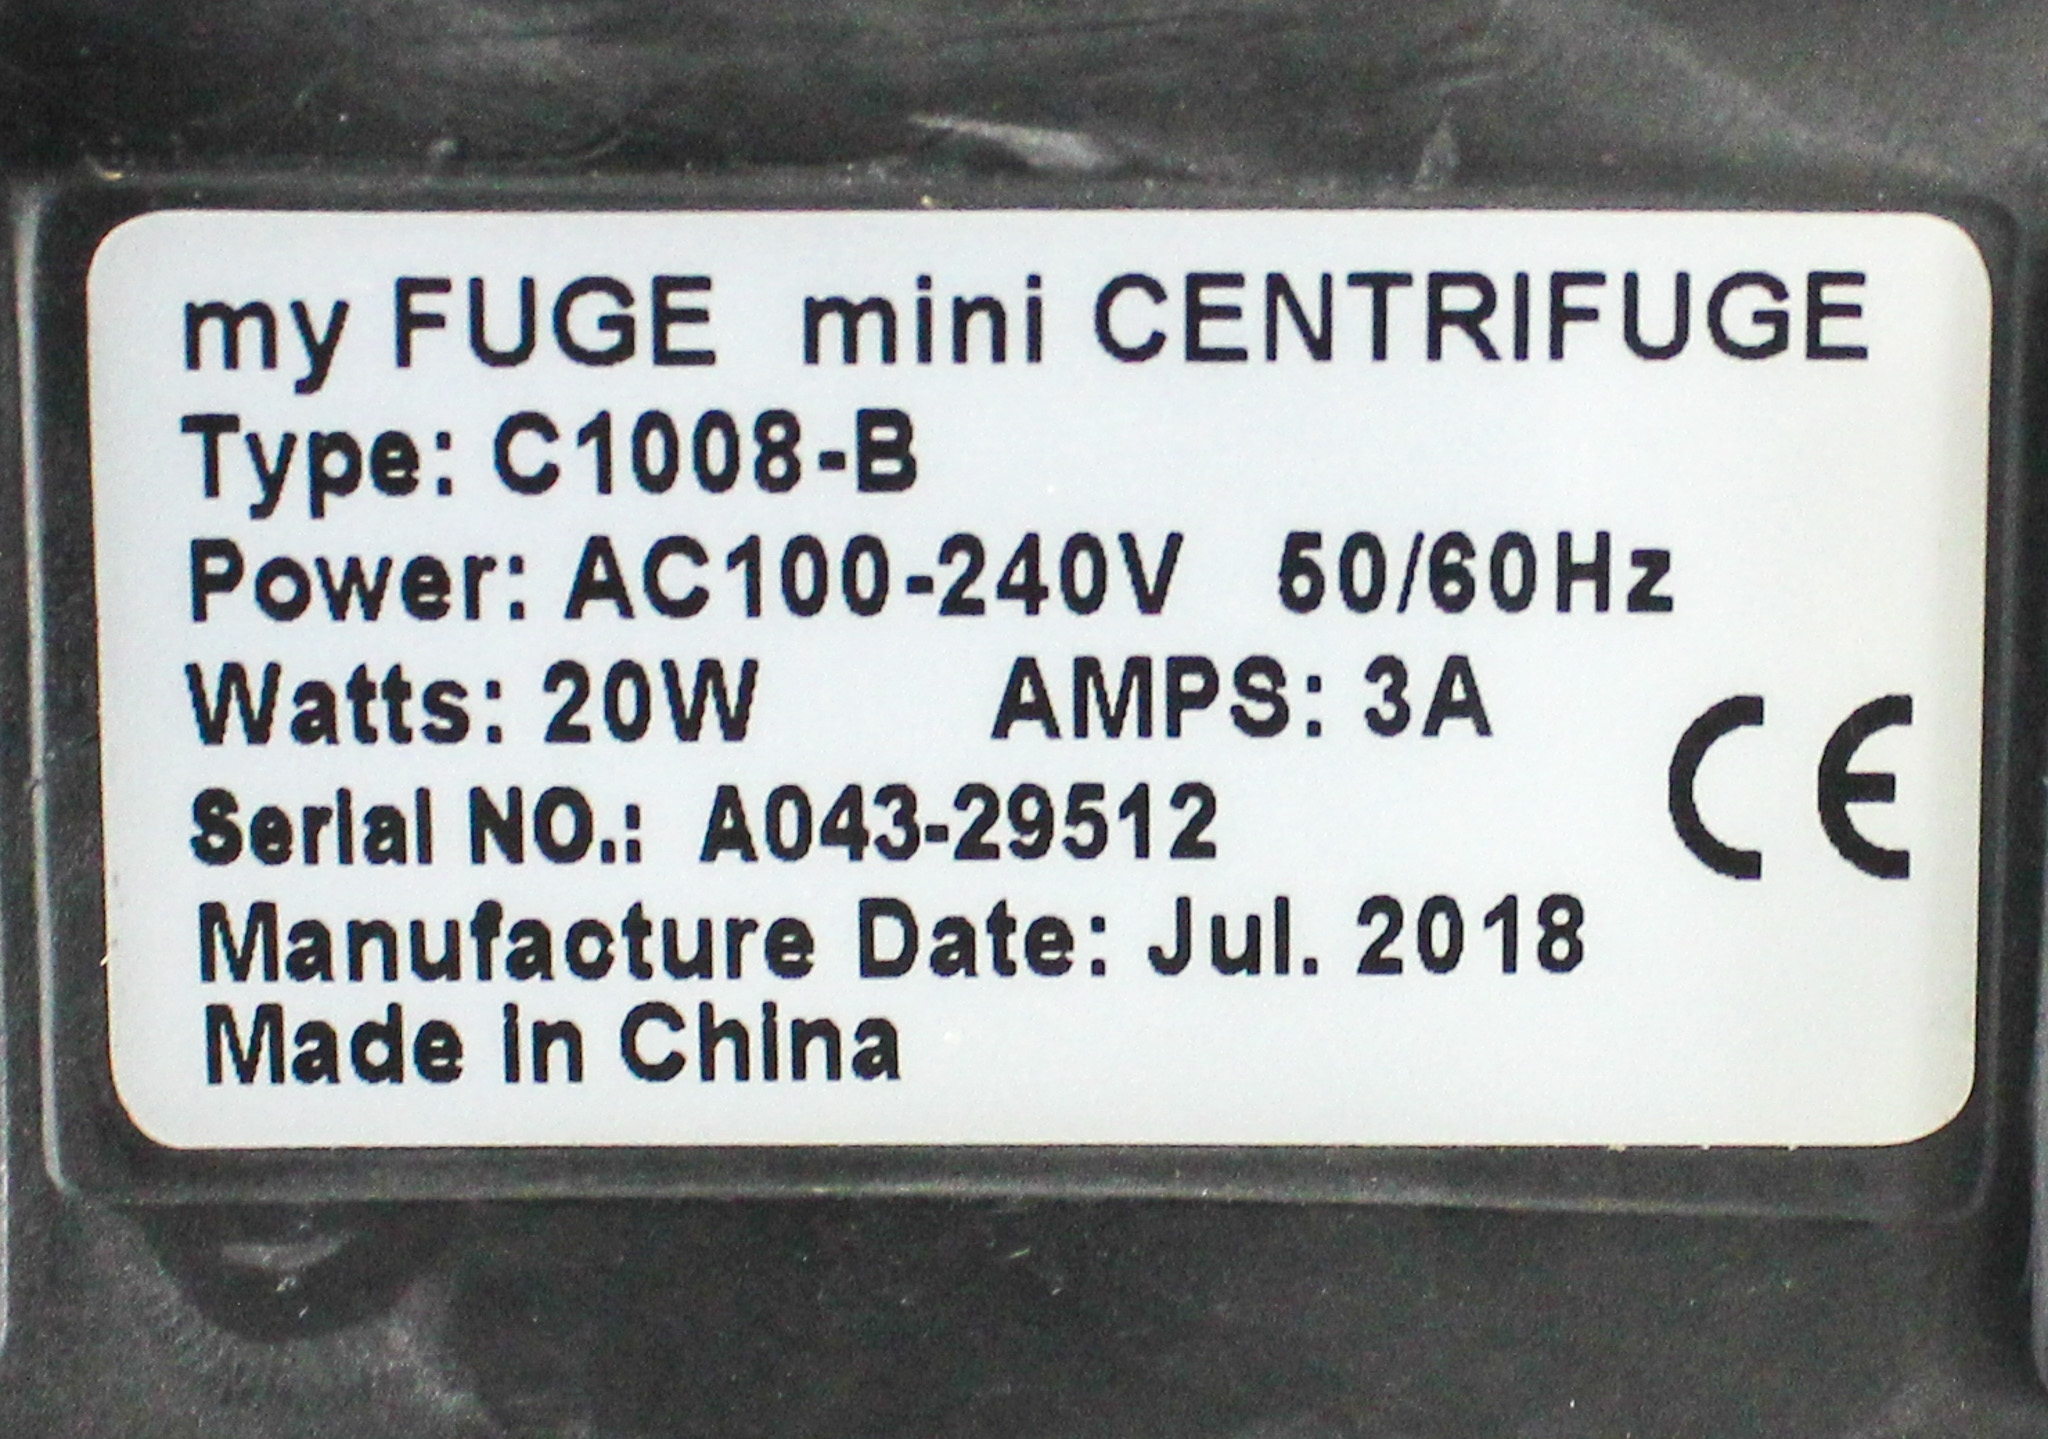 my FUGE mini CENTRIFUGE
Type: C1008-B
Power: AC100-240V 50/60Hz
Watts: 20W AMPS: 3A
CE
Serial NO.: A043-29512
Manufacture Date: Jul. 2018
Made in China